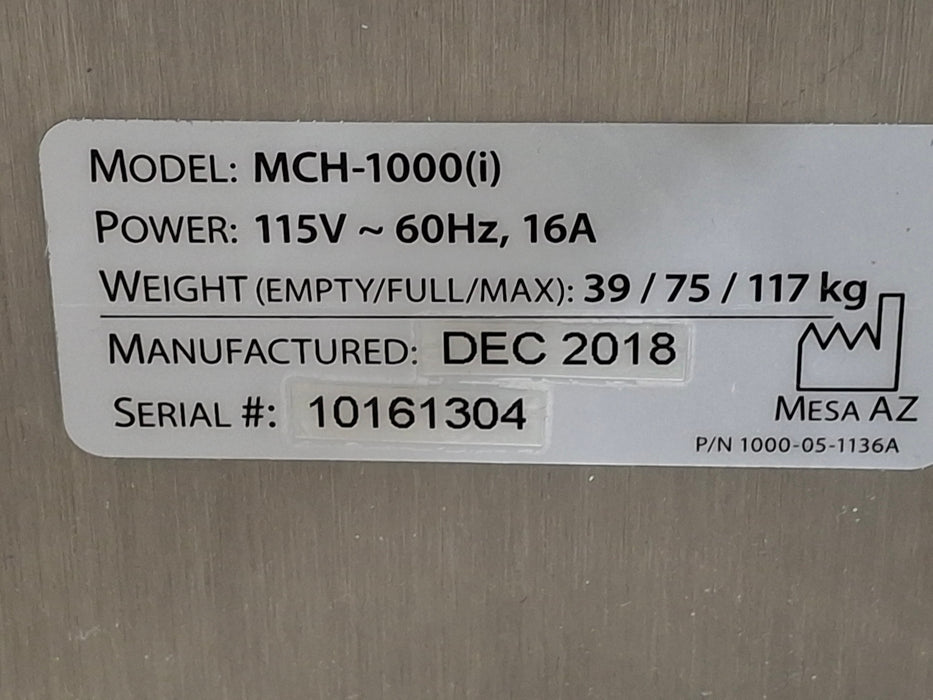 MODEL: MCH-1000(i)
POWER: 115V ~ 60Hz, 16A
WEIGHT (EMPTY/FULL/MAX): 39 / 75 / 117 kg
MANUFACTURED: DEC 2018
SERIAL #: 10161304
MESA AZ
P/N 1000-05-1136A